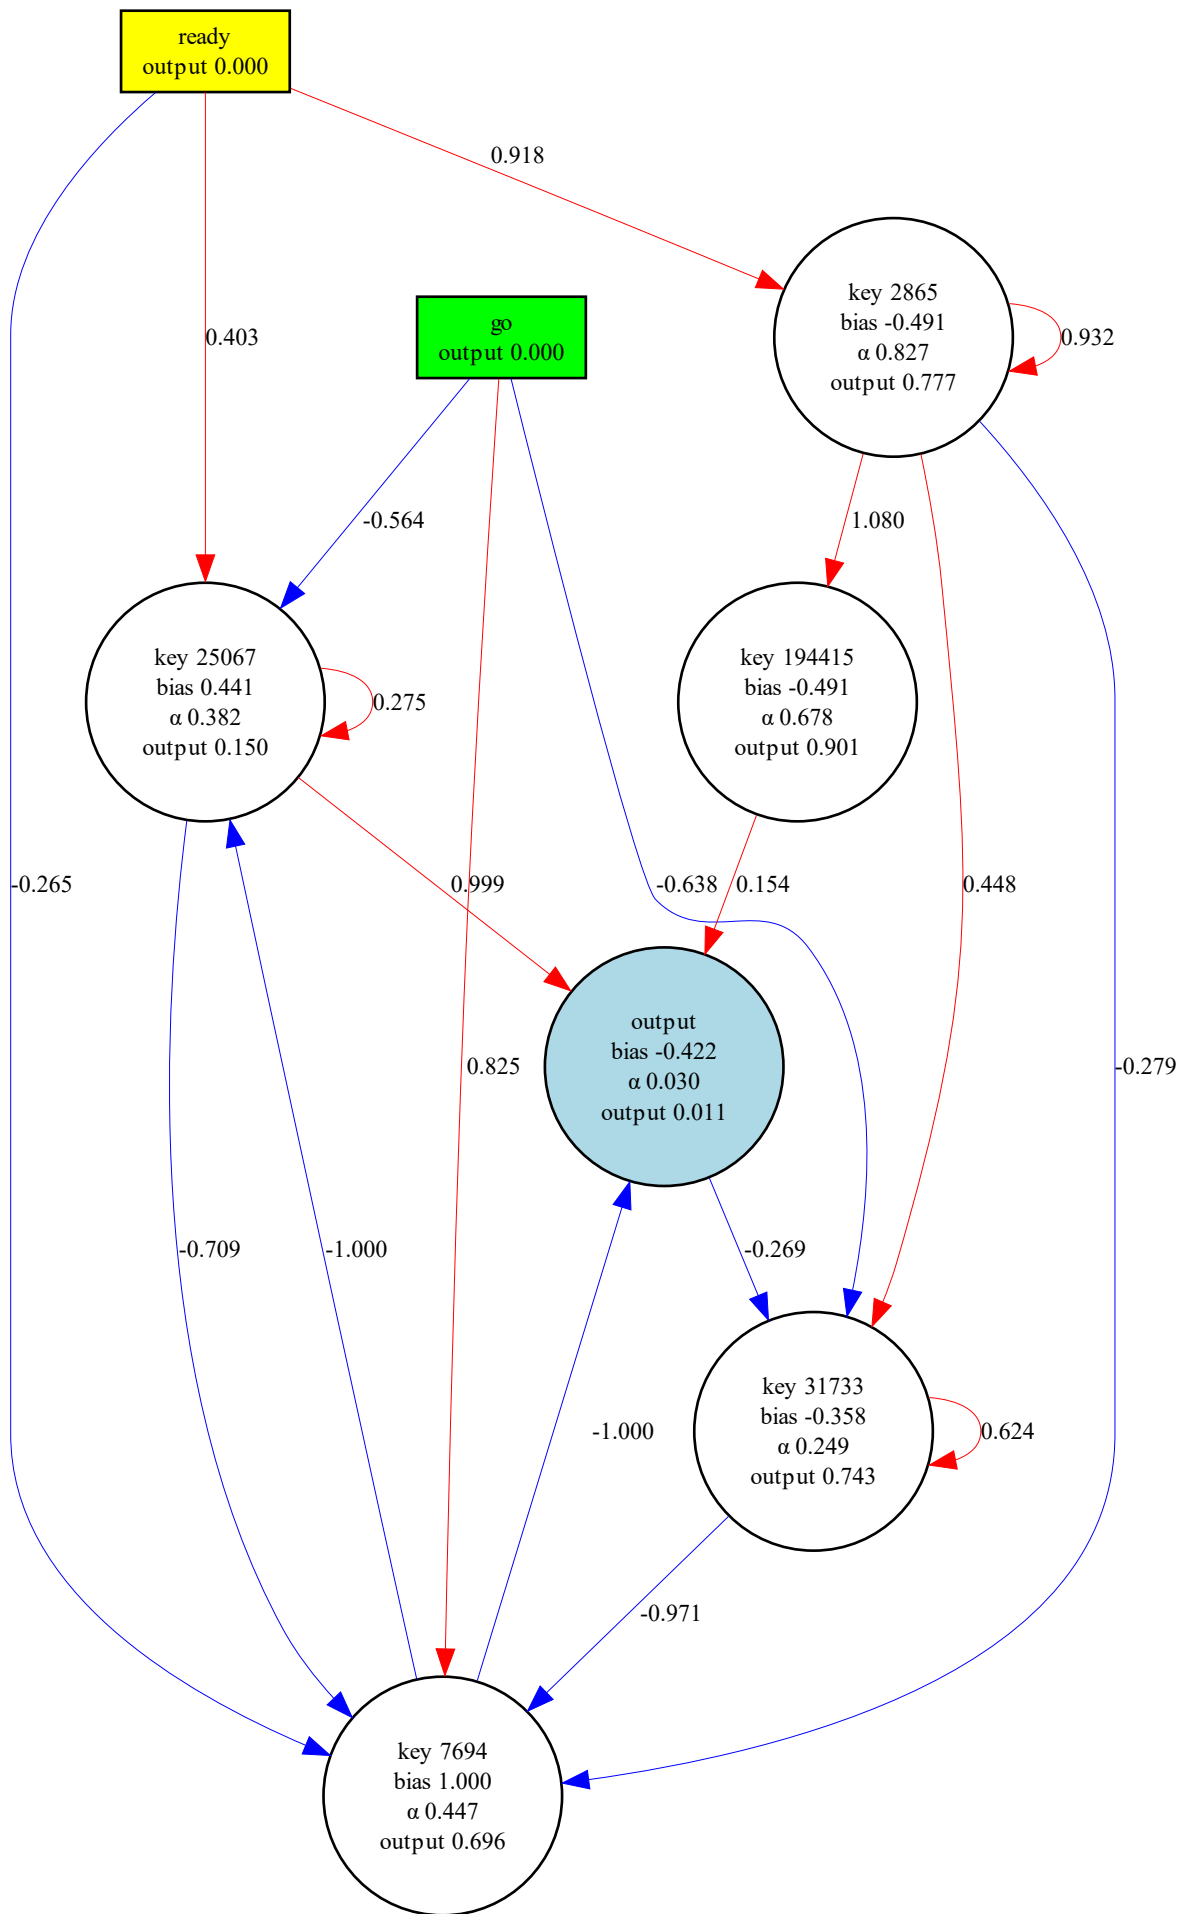 ready
output 0.000
0.918
key 2865
bias -0.491
α 0.827
output 0.777
0.932
go
output 0.000
0.403
-0.564
1.080
key 25067
bias 0.441
α 0.382
output 0.150
0.275
key 194415
bias -0.491
α 0.678
output 0.901
-0.265
0.999
-0.638
0.154
0.448
output
bias -0.422
α 0.030
output 0.011
0.825
-0.279
-0.709
-1.000
-0.269
key 31733
bias -0.358
α 0.249
output 0.743
0.624
-1.000
-0.971
key 7694
bias 1.000
α 0.447
output 0.696